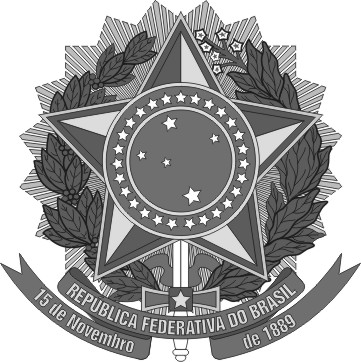 REPUBLICA FEDERATIVA DO BRASIL
15 de Novembro de 1889